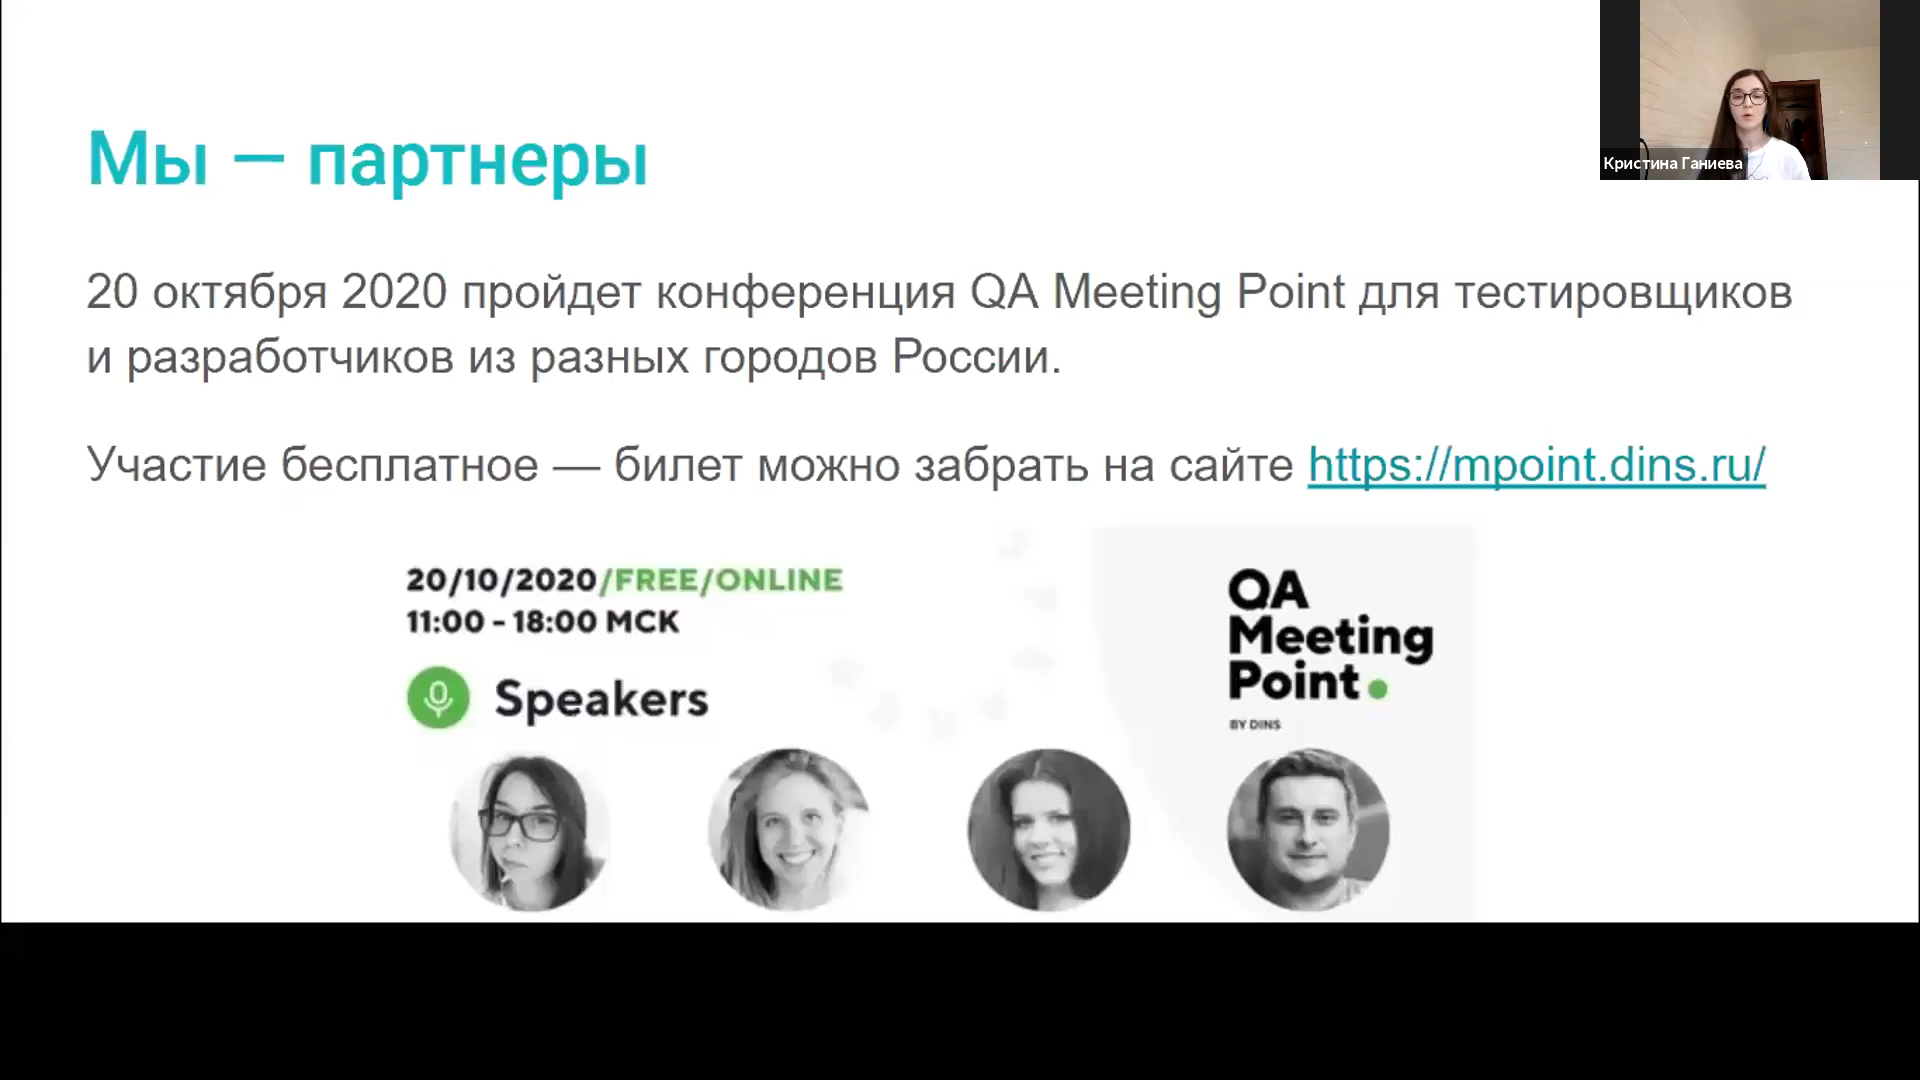 Мы — партнеры
Кристина Ганиева
20 октября 2020 пройдет конференция QA Meeting Point для тестировщиков
и разработчиков из разных городов России.
Участие бесплатное — билет можно забрать на сайте https://mpoint.dins.ru/
20/10/2020/FREE/ONLINE
11:00 - 18:00 МСК
Speakers
QA
Meeting
Point
BY DINS